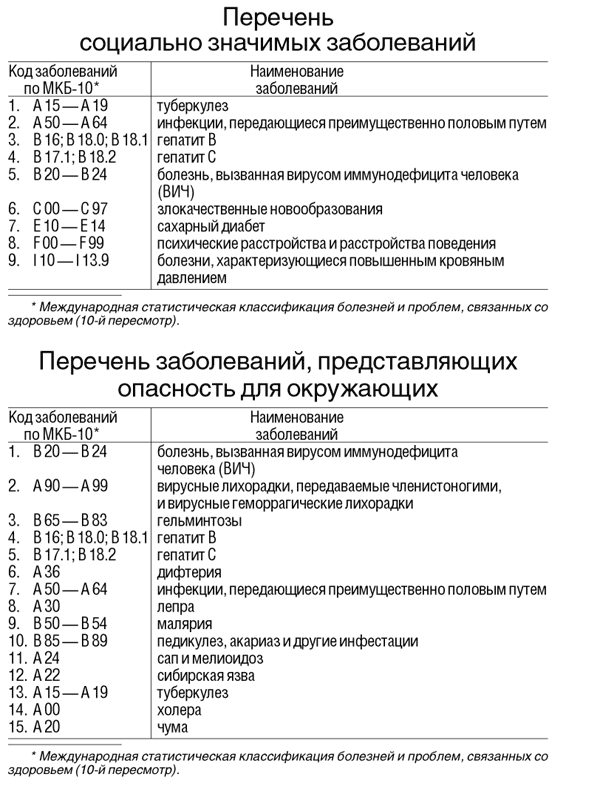 Перечень
социально значимых заболеваний
Код заболеваний Наименование
по МКБ-10* заболеваний
1. A 15 — A 19 туберкулез
2. A 50 — A 64 инфекции, передающиеся преимущественно половым путем
3. B 16; B 18.0; B 18.1 гепатит B
4. B 17.1; B 18.2 гепатит C
5. B 20 — B 24 болезнь, вызванная вирусом иммунодефицита человека
(ВИЧ)
6. C 00 — C 97 злокачественные новообразования
7. E 10 — E 14 сахарный диабет
8. F 00 — F 99 психические расстройства и расстройства поведения
9. I 10 — I 13.9 болезни, характеризующиеся повышенным кровяным
давлением
* Международная статистическая классификация болезней и проблем, связанных со
здоровьем (10-й пересмотр).
Перечень заболеваний, представляющих
опасность для окружающих
Код заболеваний Наименование
по МКБ-10* заболеваний
1. B 20 — B 24 болезнь, вызванная вирусом иммунодефицита
человека (ВИЧ)
2. A 90 — A 99 вирусные лихорадки, передаваемые членистоногими,
и вирусные геморрагические лихорадки
3. B 65 — B 83 гельминтозы
4. B 16; B 18.0; B 18.1 гепатит B
5. B 17.1; B 18.2 гепатит C
6. A 36 дифтерия
7. A 50 — A 64 инфекции, передающиеся преимущественно половым путем
8. A 30 лепра
9. B 50 — B 54 малярия
10. B 85 — B 89 педикулез, акариаз и другие инфестации
11. A 24 сап и мелиоидоз
12. A 22 сибирская язва
13. A 15 — A 19 туберкулез
14. A 00 холера
15. A 20 чума
* Международная статистическая классификация болезней и проблем, связанных со
здоровьем (10-й пересмотр).